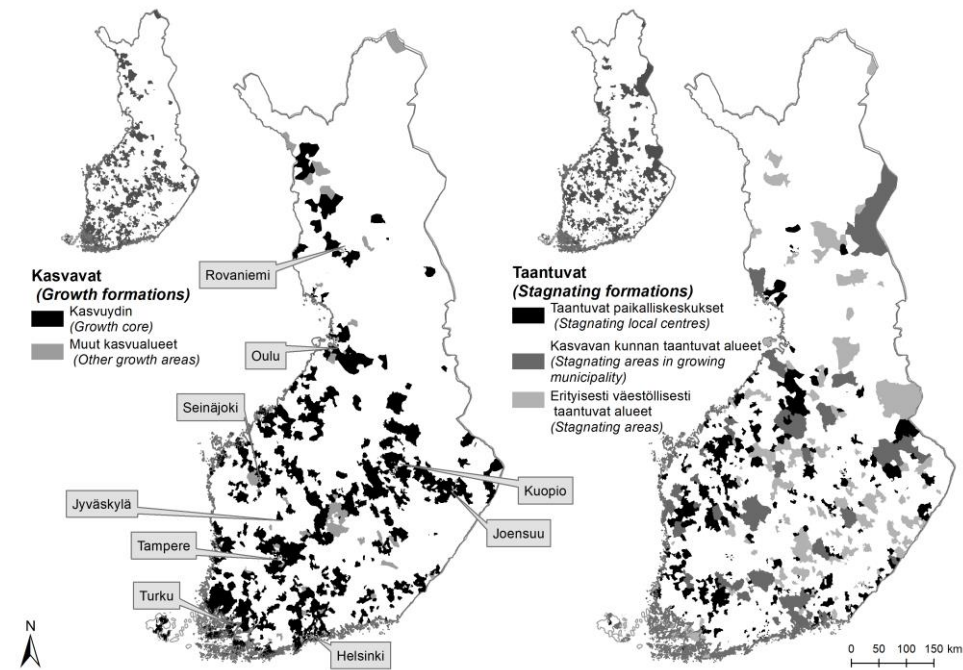 Kasvavat
(Growth formations)
Kasvuydin
(Growth core)
Muut kasvualueet
(Other growth areas)
Rovaniemi
Oulu
Seinäjoki
Jyväskylä
Tampere
Turku
Helsinki
Kuopio
Joensuu
N
Taantuvat
(Stagnating formations)
Taantuvat paikalliskeskukset
(Stagnating local centres)
Kasvavan kunnan taantuvat alueet
(Stagnating areas in growing
municipality)
Erityisesti väestöllisesti
taantuvat alueet
(Stagnating areas)
0 50 100 150 km